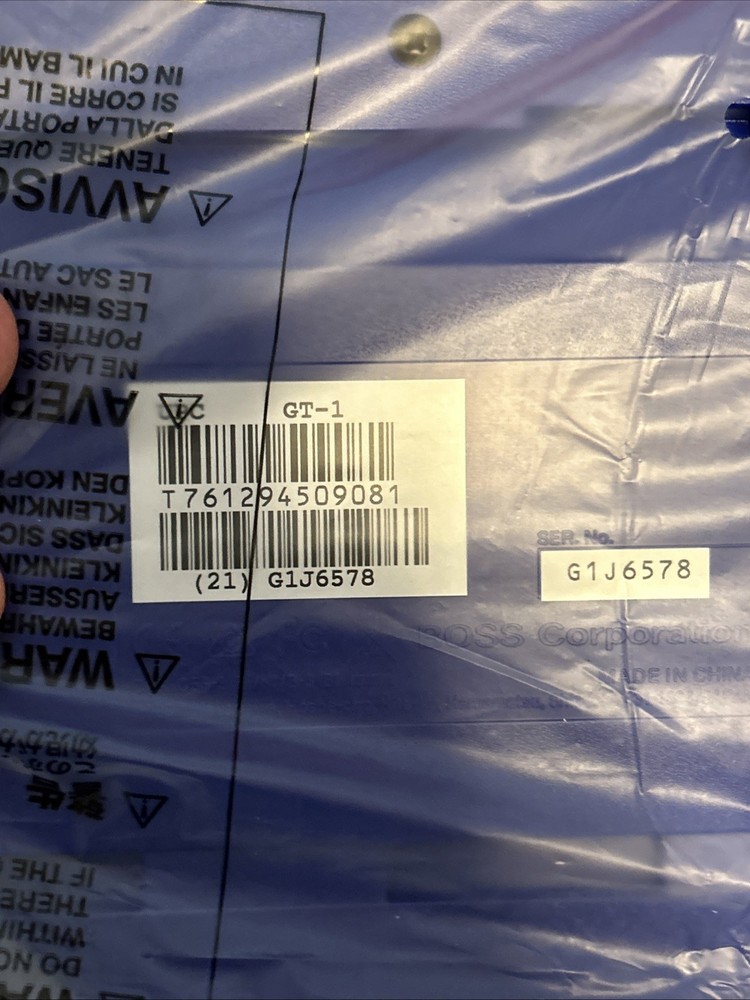 GT-1
T761294509081
(21) G1J6578
SER. No.
G1J6578
BOSS Corporation
MADE IN CHINA
IN CUI IL BAM
SI CORRE IL
DALLA PORTA
TENERE QUE
AVVISO
LE SAC AUT
LES ENFAN
PORTÉE D
NE LAISS
AVER
DEN KOPF
KLEINKIN
DASS SIC
KLEINKIN
AUSSER
BEWAHR
WAR
IF THE
THERE
WITHIN
DO NO
WA